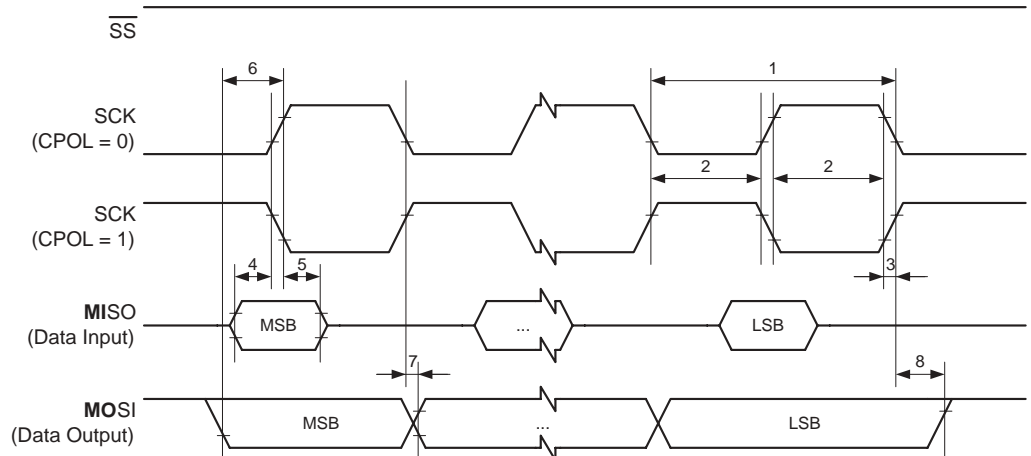 SS
6
1
SCK
(CPOL = 0)
2
2
SCK
(CPOL = 1)
4
5
3
MISO
(Data Input)
MSB
...
LSB
7
8
MOSI
(Data Output)
MSB
...
LSB